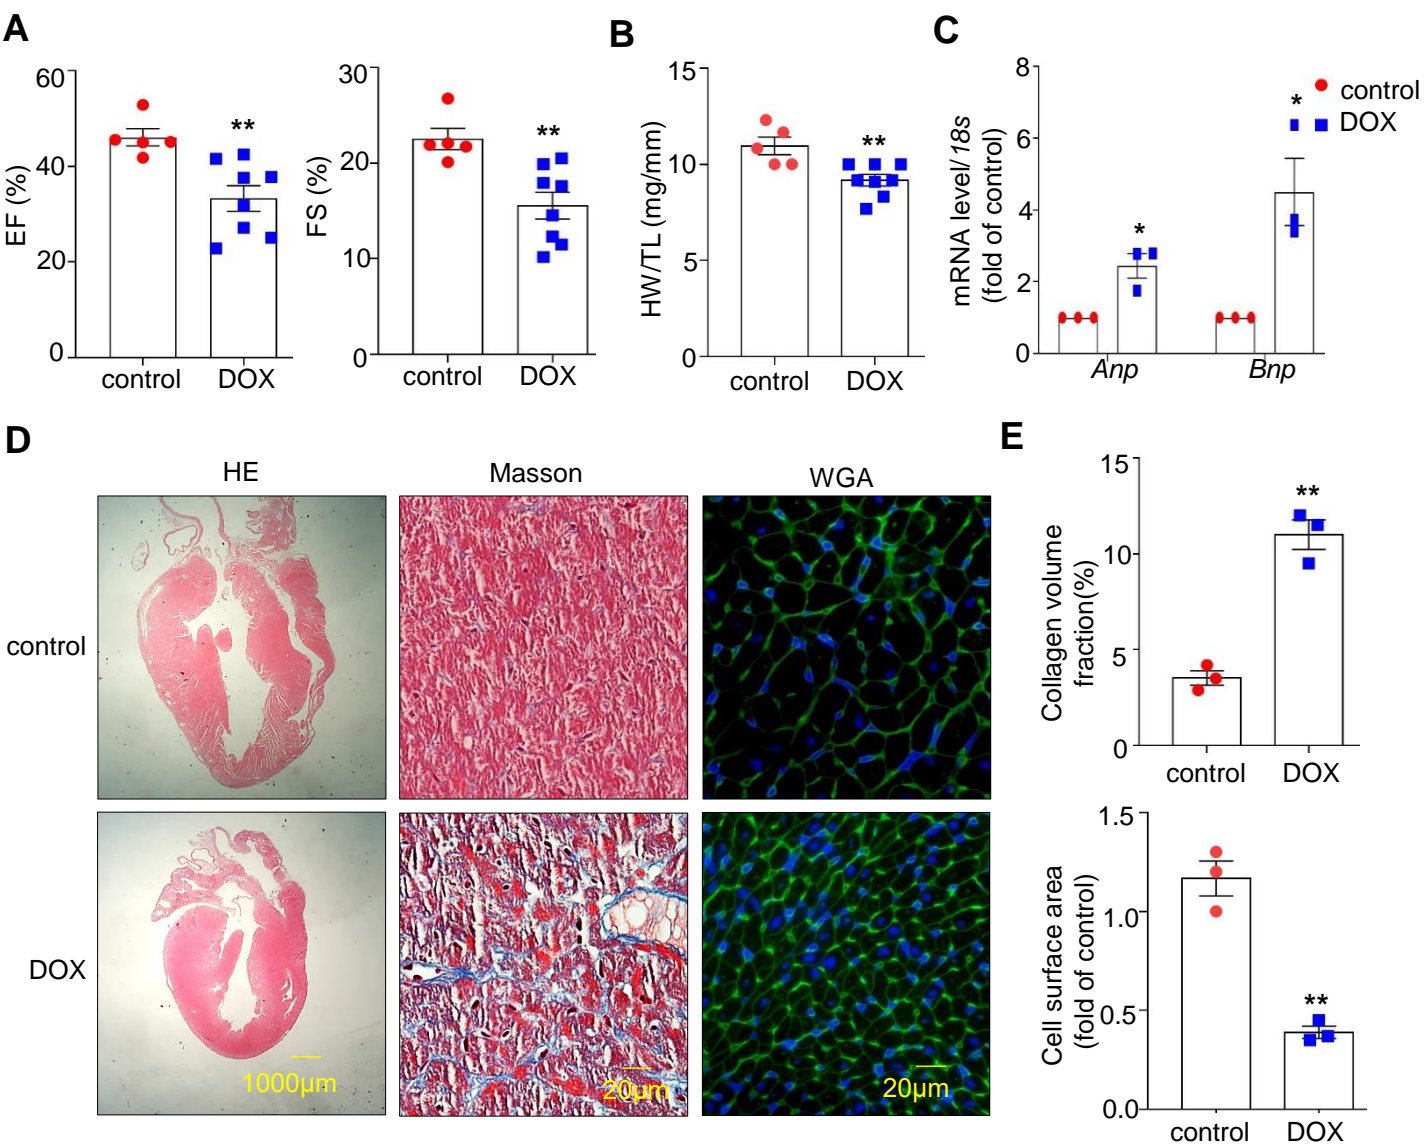 A
60
40
20
0
EF (%)
**
control
DOX
30
20
10
0
FS (%)
**
control
DOX
B
15
10
5
0
HW/TL (mg/mm)
**
control
DOX
C
8
6
4
2
0
mRNA level/18s
(fold of control)
*
*
control
DOX
Anp
Bnp
D
HE
Masson
WGA
control
DOX
1000μm
20μm
20μm
E
15
10
5
0
Collagen volume
fraction(%)
**
control
DOX
1.5
1.0
0.5
0.0
Cell surface area
(fold of control)
**
control
DOX